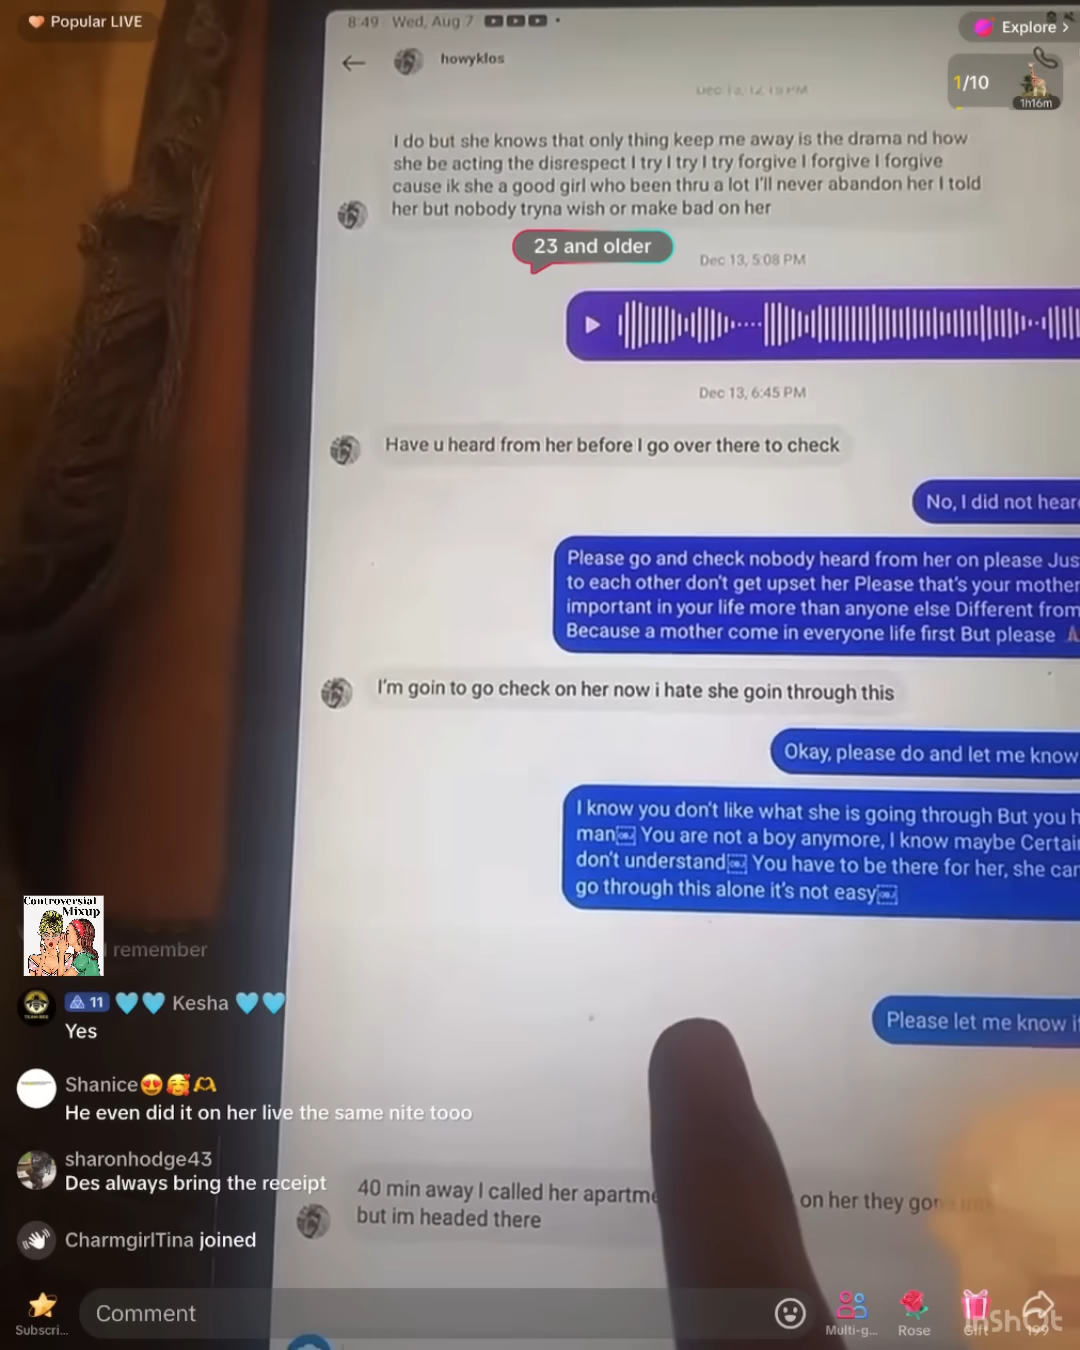 Popular LIVE
8:49 Wed, Aug 7
Explore >
howyklos
1/10
1h16m
I do but she knows that only thing keep me away is the drama nd how
she be acting the disrespect I try I try I try forgive I forgive I forgive
cause ik she a good girl who been thru a lot I'll never abandon her I told
her but nobody tryna wish or make bad on her
23 and older
Dec 13, 5:08 PM
Dec 13, 6:45 PM
Have u heard from her before I go over there to check
No, I did not hear
Please go and check nobody heard from her on please Jus
to each other don't get upset her Please that's your mother
important in your life more than anyone else Different from
Because a mother come in everyone life first But please 🙏
I'm goin to go check on her now i hate she goin through this
Okay, please do and let me know
I know you don't like what she is going through But you h
man￼ You are not a boy anymore, I know maybe Certai
don't understand￼ You have to be there for her, she can
go through this alone it's not easy￼
Controversial
Mixup
I remember
11 🩵🩵 Kesha 🩵🩵
Yes
Please let me know i
Shanice😍🥰🫶
He even did it on her live the same nite tooo
sharonhodge43
Des always bring the receipt
40 min away I called her apartme on her they gon
but im headed there
CharmgirlTina joined
Comment
Subscri...
Multi-g...
Rose
Gift
199
InShot